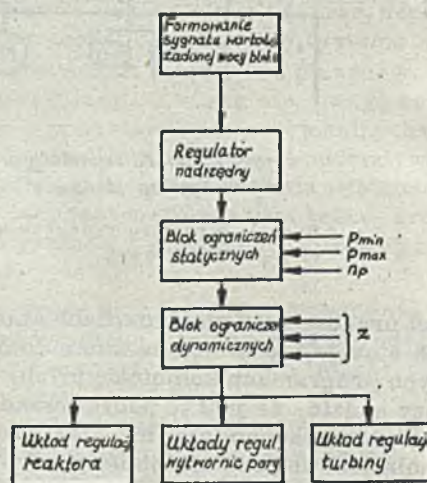 Formowanie
sygnału wartości
zadanej mocy bloku
Regulator
nadrzędny
Blok ograniczeń
statycznych
Pmin
Pmax
np
Blok ogranicze
dynamicznych
z
Układ regulacji
reaktora
Układy regul.
wytwornic pary
Układ regulacji
turbiny